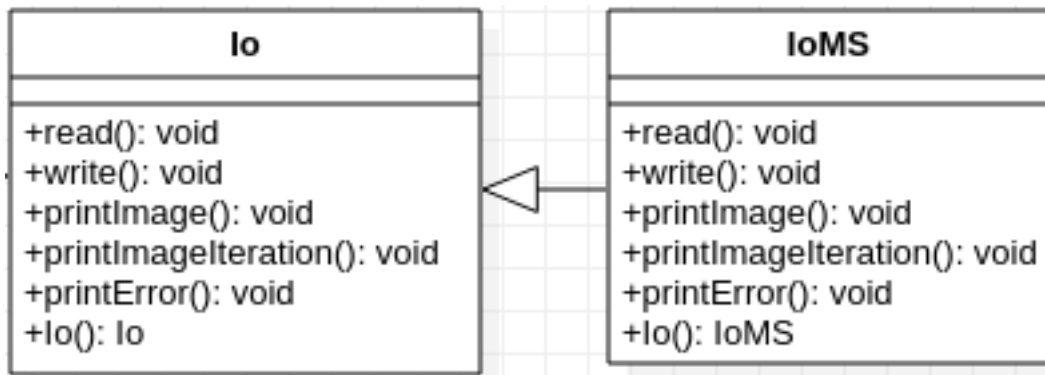 Io
+read(): void
+write(): void
+printImage(): void
+printImageIteration(): void
+printError(): void
+Io(): Io
IoMS
+read(): void
+write(): void
+printImage(): void
+printImageIteration(): void
+printError(): void
+Io(): IoMS